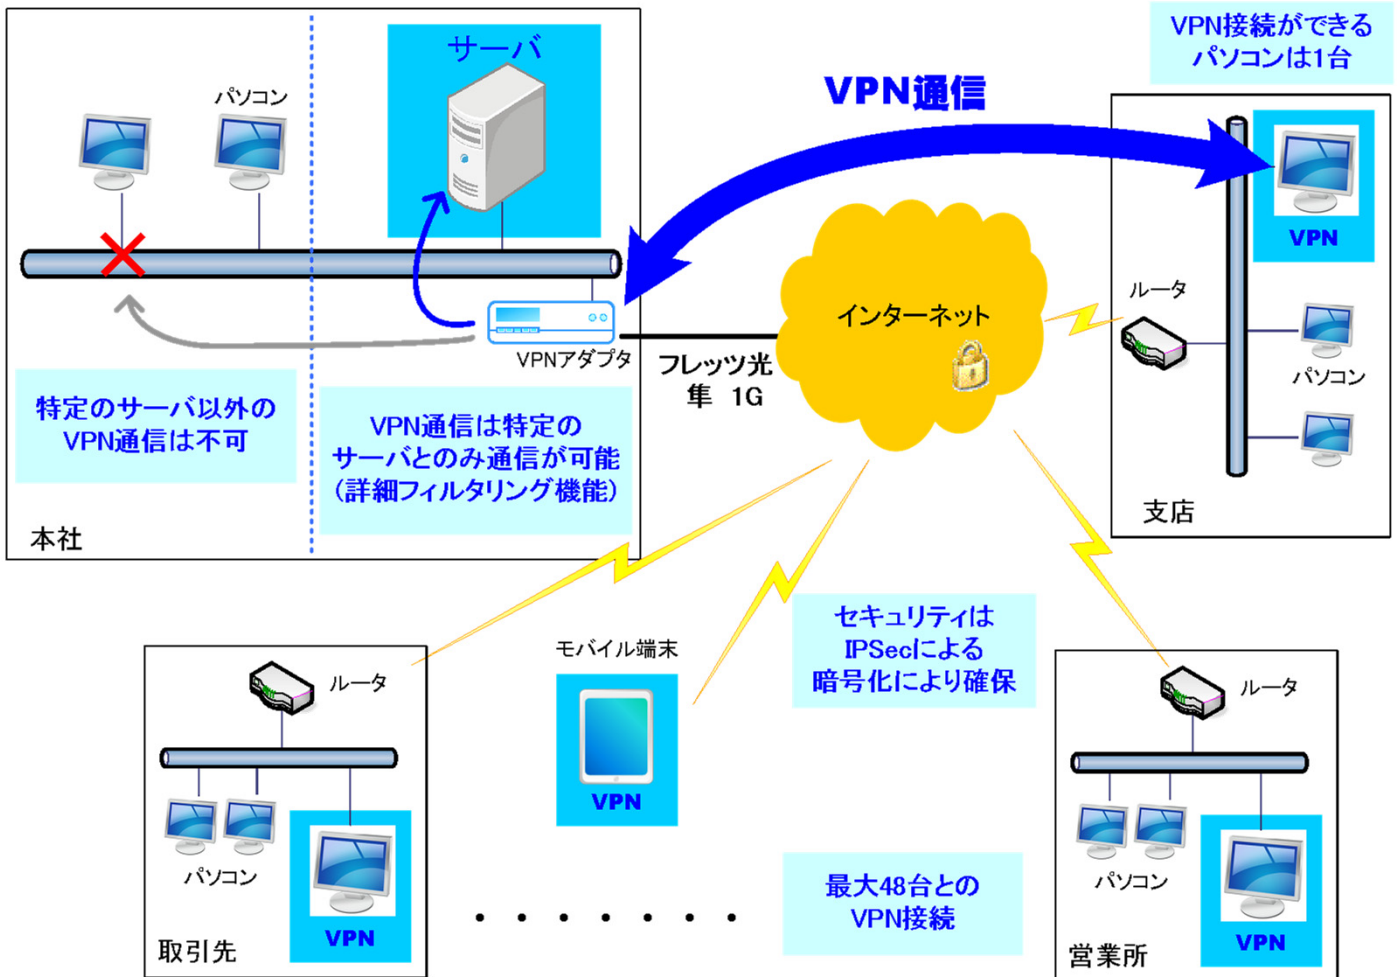 サーバ
パソコン
VPNアダプタ
特定のサーバ以外の
VPN通信は不可
VPN通信は特定の
サーバとのみ通信が可能
(詳細フィルタリング機能)
本社
フレッツ光
隼 1G
VPN通信
インターネット
VPN接続ができる
パソコンは1台
VPN
ルータ
パソコン
支店
セキュリティは
IPSecによる
暗号化により確保
ルータ
パソコン
VPN
取引先
モバイル端末
VPN
・・・・・・・
最大48台との
VPN接続
ルータ
パソコン
VPN
営業所